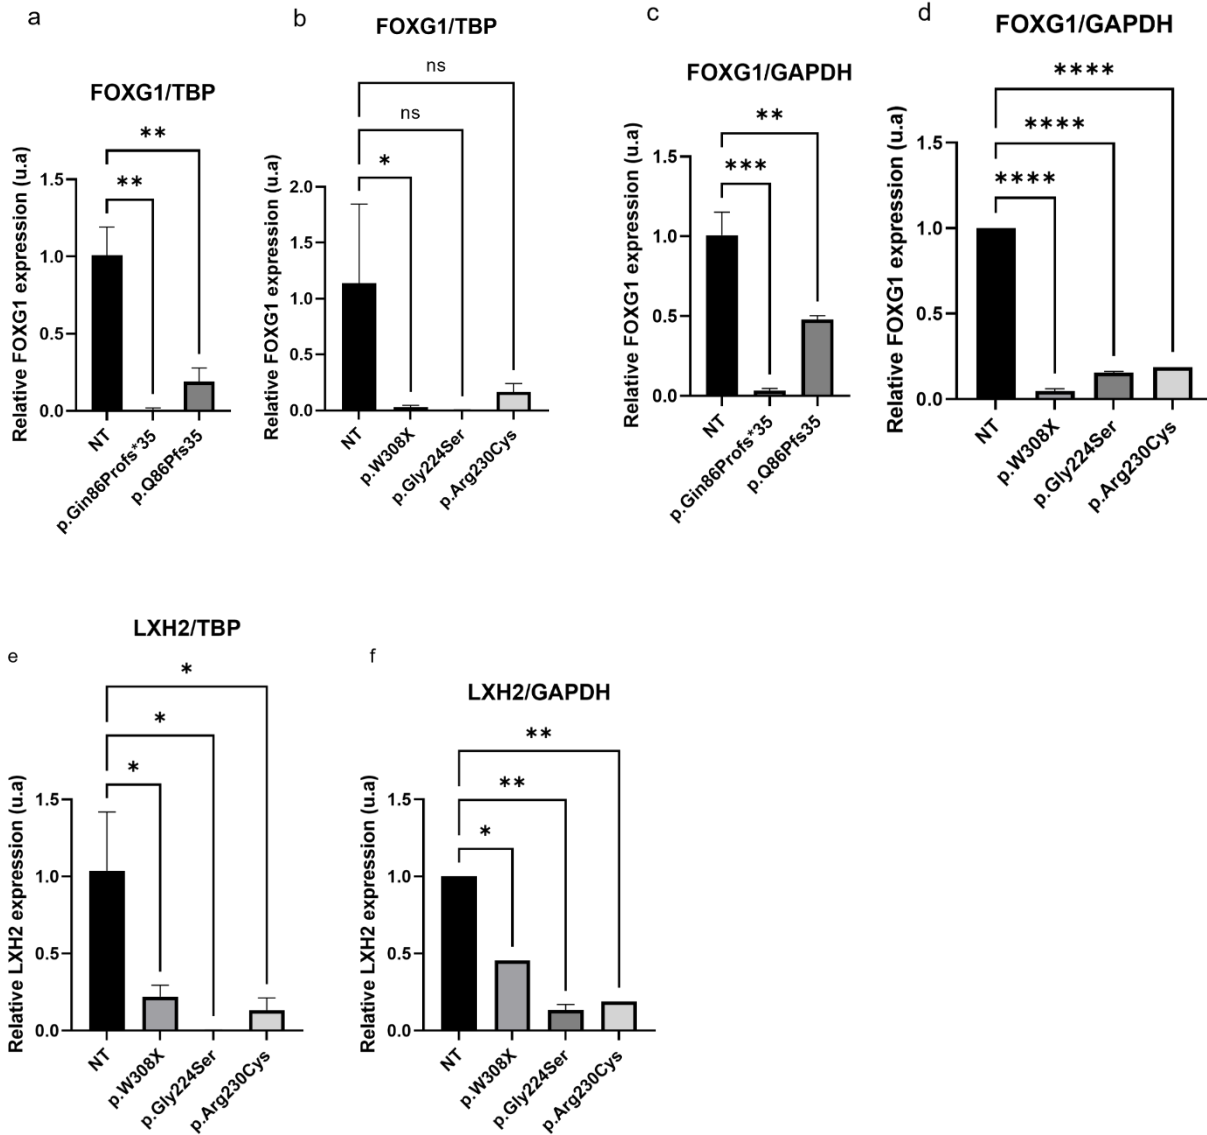 a
FOXG1/TBP
**
**
Relative FOXG1 expression (u.a)
1.5
1.0
0.5
0.0
NT
p.Gin86Profs*35
p.Q86Pfs35
b
FOXG1/TBP
ns
ns
*
Relative FOXG1 expression (u.a)
2.0
1.5
1.0
0.5
0.0
NT
p.W308X
p.Gly224Ser
p.Arg230Cys
c
FOXG1/GAPDH
**
***
Relative FOXG1 expression (u.a)
1.5
1.0
0.5
0.0
NT
p.Gin86Profs*35
p.Q86Pfs35
d
FOXG1/GAPDH
****
****
****
Relative FOXG1 expression (u.a)
1.5
1.0
0.5
0.0
NT
p.W308X
p.Gly224Ser
p.Arg230Cys
e
LXH2/TBP
*
*
*
Relative LXH2 expression (u.a)
1.5
1.0
0.5
0.0
NT
p.W308X
p.Gly224Ser
p.Arg230Cys
f
LXH2/GAPDH
**
**
*
Relative LXH2 expression (u.a)
1.5
1.0
0.5
0.0
NT
p.W308X
p.Gly224Ser
p.Arg230Cys